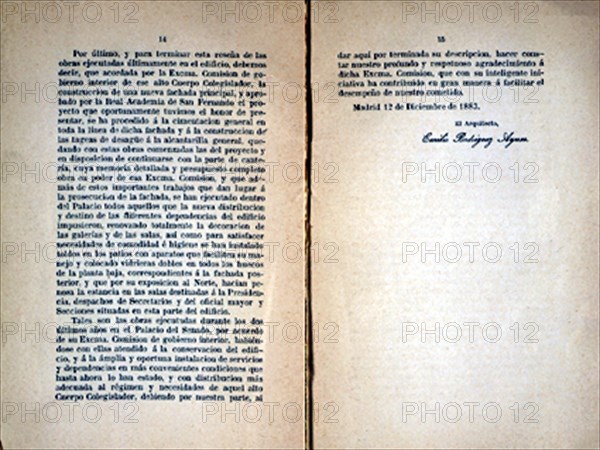 14
Por último, y para terminar esta reseña de las
obras ejecutadas últimamente en el edificio, debemos
decir, que acordada por la Excma. Comision de go-
bierno interior de ese alto Cuerpo Colegislador, la
construccion de una nueva fachada principal, y apro-
bado por la Real Academia de San Fernando el pro-
yecto que oportunamente tuvimos el honor de presen-
tar, se ha procedido á la cimentacion general en
toda la línea de dicha fachada y á la construccion de
las tageas de desagüe á la alcantarilla general, que-
dando con estas obras comenzadas las del proyecto y
en disposicion de continuarse con la parte de cante-
ría, cuya memoria detallada y presupuesto completo
obra en poder de esa Excma. Comision, y que ade-
más de estos importantes trabajos que dan lugar á
la prosecucion de la fachada, se han ejecutado dentro
del Palacio todos aquellos que la nueva distribucion
y destino de las diferentes dependencias del edificio
impusieron, renovando totalmente la decoracion de
las galerías y de las salas, así como para satisfacer
necesidades de comodidad é higiene se han instalado
toldos en los patios con aparatos que faciliten su ma-
nejo y colocado vidrieras dobles en todos los huecos
de la planta baja, correspondientes á la fachada pos-
terior, y que por su exposicion al Norte, hacian pe-
nosa la estancia en las salas destinadas á la Presiden-
cia, despachos de Secretarios y del oficial mayor y
Secciones situadas en esta parte del edificio.
Tales son las obras ejecutadas durante los dos
últimos años en el Palacio del Senado, por acuerdo
de su Excma. Comision de gobierno interior, habién-
dose con ellas atendido á la conservacion del edifi-
cio, y á la ámplia y oportuna instalacion de servicios
y dependencias en más convenientes condiciones que
hasta ahora lo han estado, y con distribucion más
adecuada al régimen y necesidades de aquel alto
Cuerpo Colegislador, debiendo por nuestra parte, al
15
dar aquí por terminada su descripcion, hacer cons-
tar nuestro profundo y respetuoso agradecimiento á
dicha Excma. Comision, que con su inteligente ini-
ciativa ha contribuido en gran manera á facilitar el
desempeño de nuestro cometido.
Madrid 12 de Diciembre de 1883.
El Arquitecto,
Emilio Rodriguez Ayuso